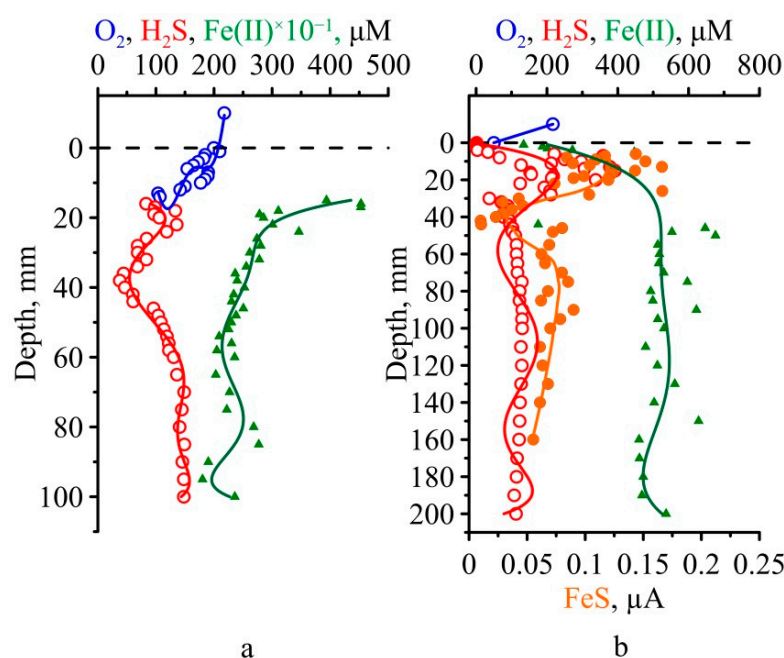 O₂, H₂S, Fe(II)×10⁻¹, µM
0 100 200 300 400 500
Depth, mm
0
20
40
60
80
100
a
O₂, H₂S, Fe(II), µM
0 200 400 600 800
Depth, mm
0
20
40
60
80
100
120
140
160
180
200
0 0.05 0.1 0.15 0.2 0.25
FeS, µA
b